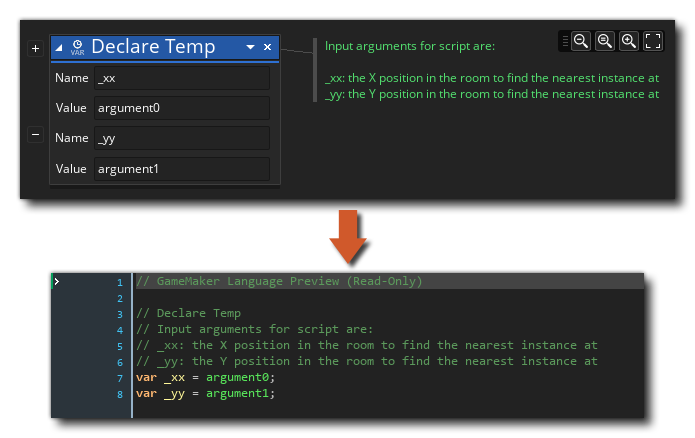 Declare Temp
VAR
Name _xx
Value argument0
Name _yy
Value argument1
Input arguments for script are:
_xx: the X position in the room to find the nearest instance at
_yy: the Y position in the room to find the nearest instance at
1 // GameMaker Language Preview (Read-Only)
2
3 // Declare Temp
4 // Input arguments for script are:
5 // _xx: the X position in the room to find the nearest instance at
6 // _yy: the Y position in the room to find the nearest instance at
7 var _xx = argument0;
8 var _yy = argument1;